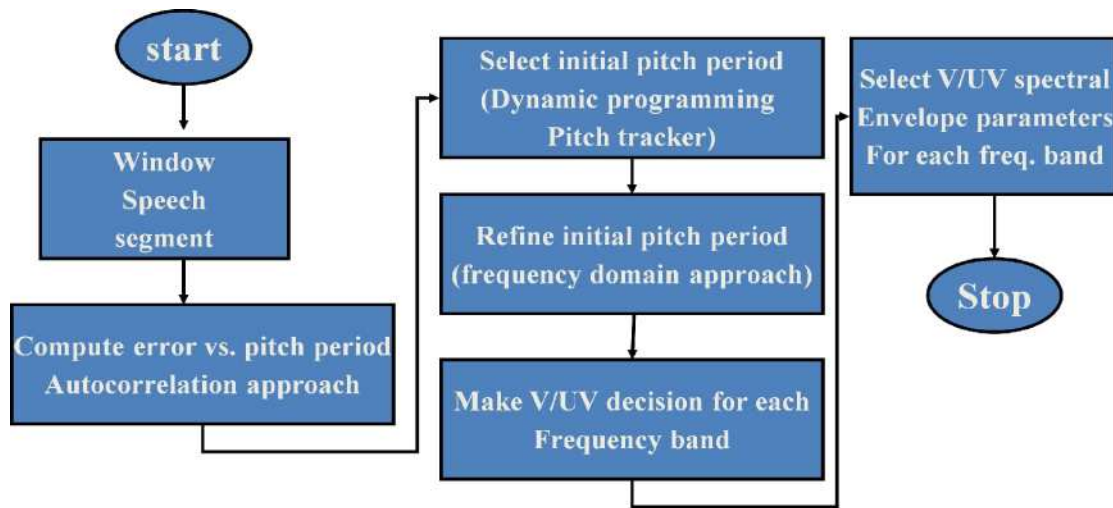 start
Window
Speech
segment
Compute error vs. pitch period
Autocorrelation approach
Select initial pitch period
(Dynamic programming
Pitch tracker)
Refine initial pitch period
(frequency domain approach)
Make V/UV decision for each
Frequency band
Select V/UV spectral
Envelope parameters
For each freq. band
Stop